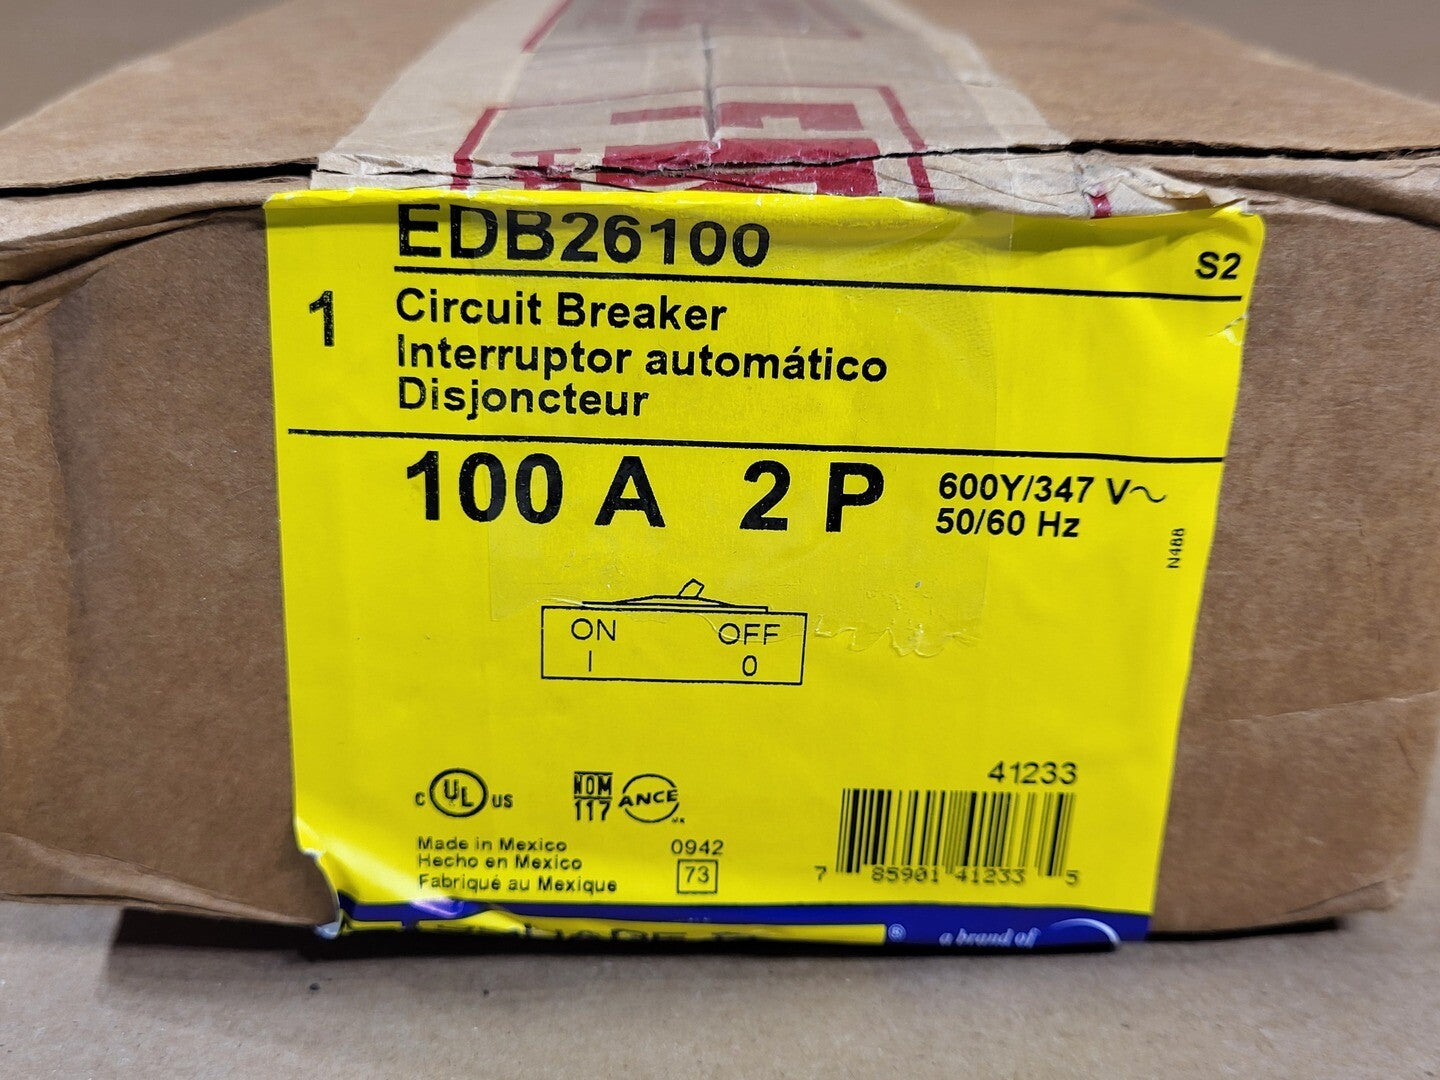 EDB26100
S2
1
Circuit Breaker
Interruptor automático
Disjoncteur
100 A 2 P
600Y/347 V~
50/60 Hz
N488
ON OFF
I 0
C UL US
NOM
117
ANCE
MX
41233
Made in Mexico
Hecho en Mexico
Fabriqué au Mexique
0942
73
7 85901 41233 5
SQUARE D ®
a brand of